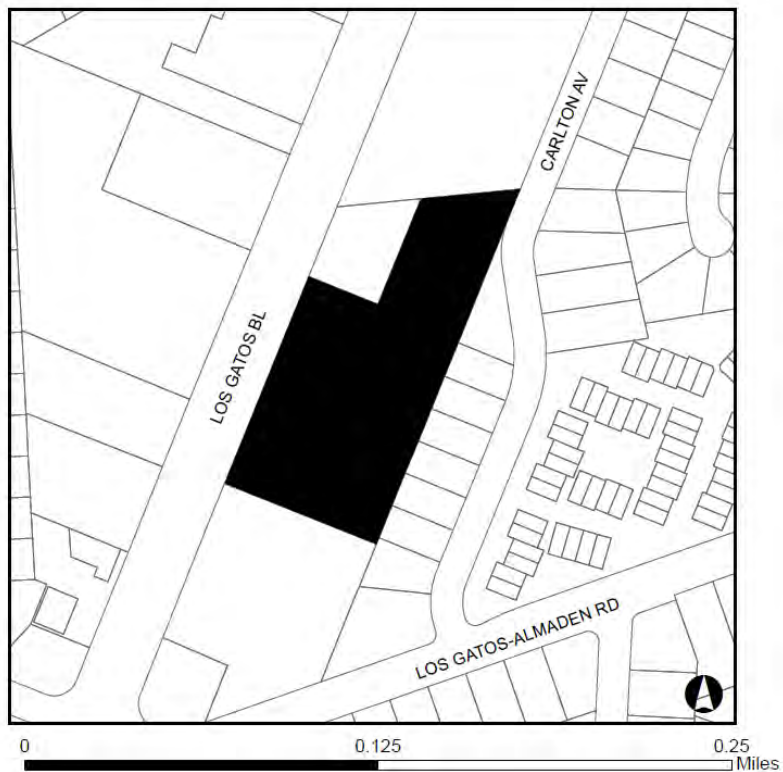 CARLTON AV
LOS GATOS BL
LOS GATOS-ALMADEN RD
0 0.125 0.25
Miles